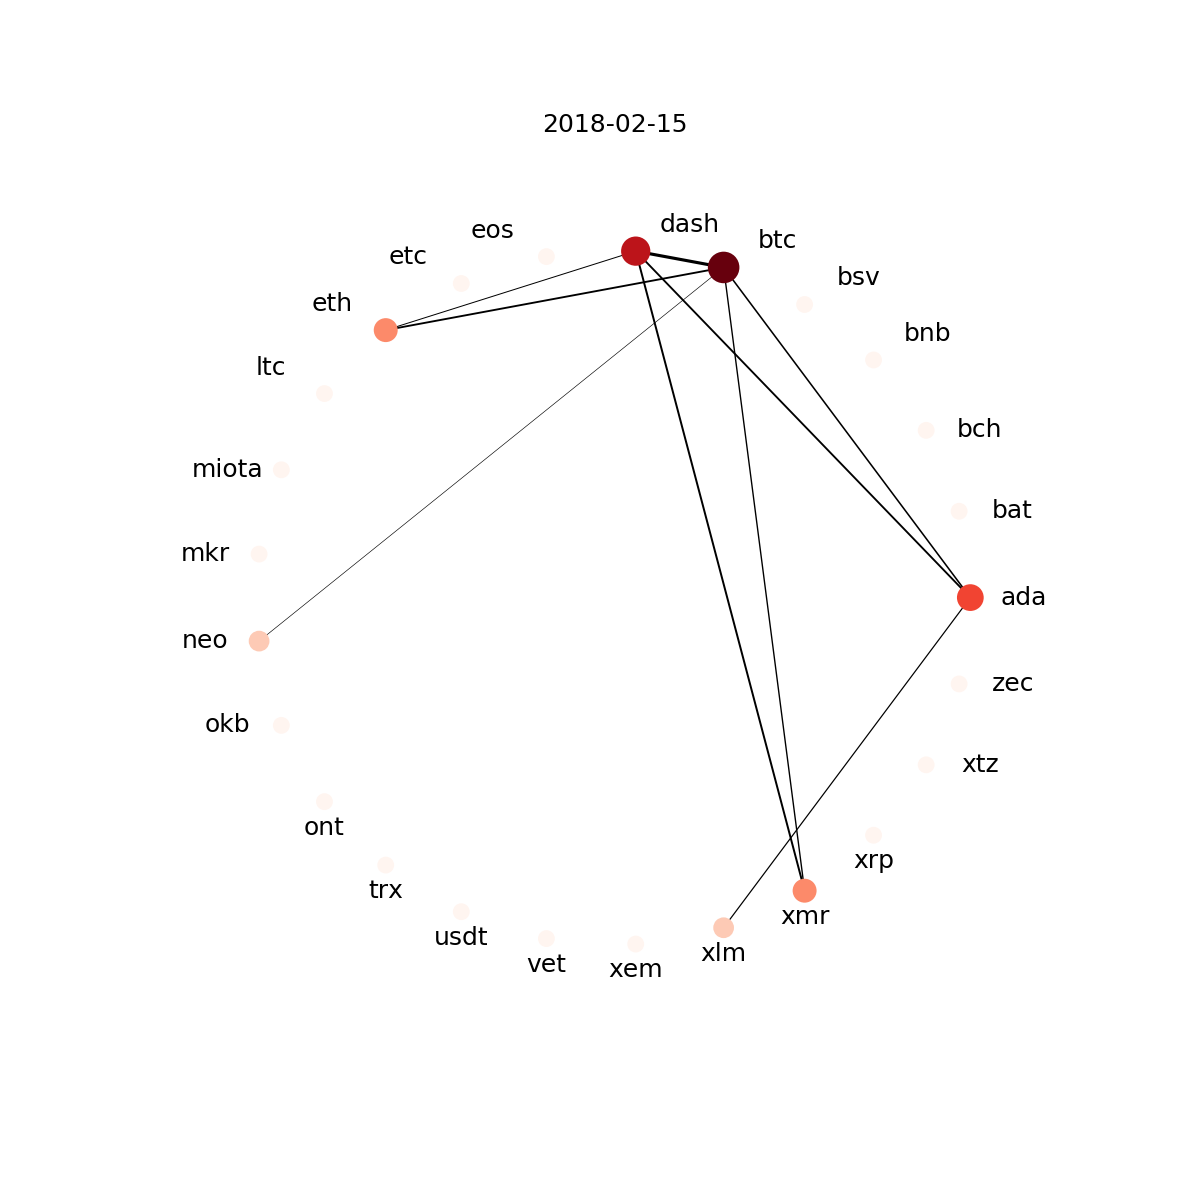 2018-02-15
dash
eos
btc
etc
bsv
eth
bnb
ltc
bch
miota
bat
mkr
ada
neo
zec
okb
xtz
ont
xrp
trx
xmr
usdt
xlm
vet
xem